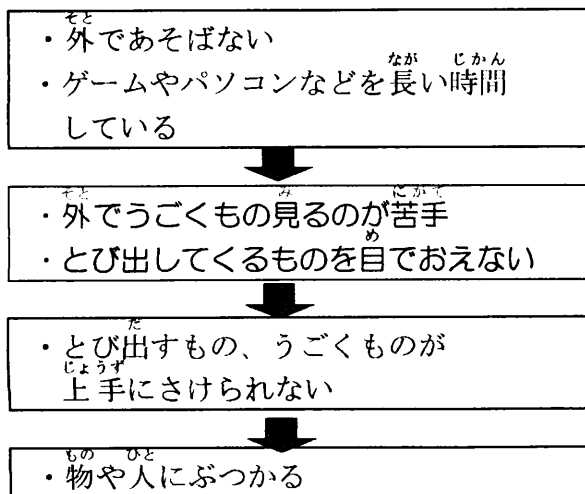 ・外であそばない
・ゲームやパソコンなどを長い時間
している
・外でうごくもの見るのが苦手
・とび出してくるものを目でおえない
・とび出すもの、うごくものが
上手にさけられない
・物や人にぶつかる